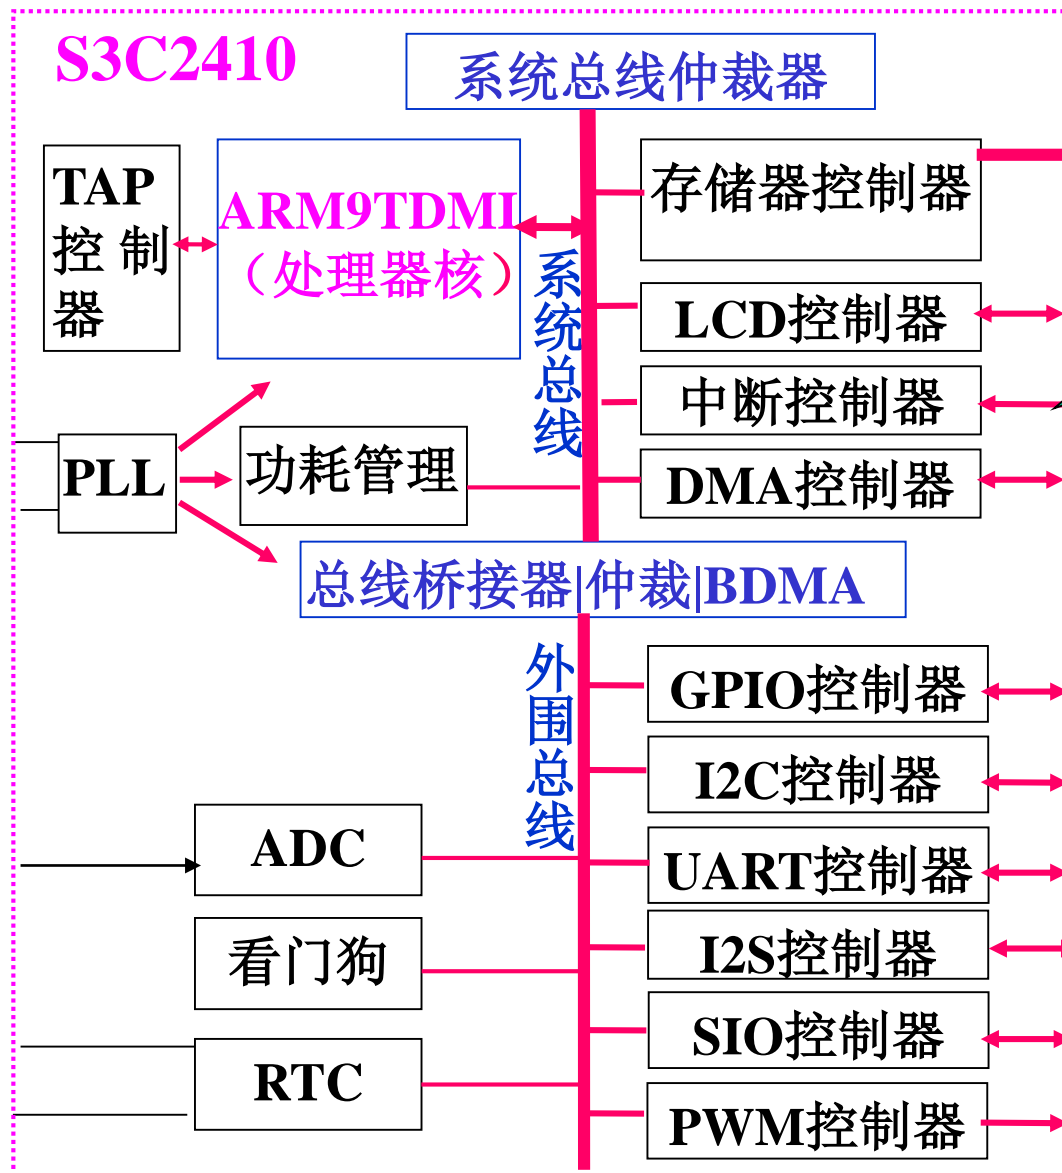 S3C2410
系统总线仲裁器
TAP
控 制
器
ARM9TDMI
（处理器核）
系
统
总
线
存储器控制器
LCD控制器
中断控制器
DMA控制器
PLL
功耗管理
总线桥接器|仲裁|BDMA
外
围
总
线
GPIO控制器
I2C控制器
UART控制器
I2S控制器
SIO控制器
PWM控制器
ADC
看门狗
RTC